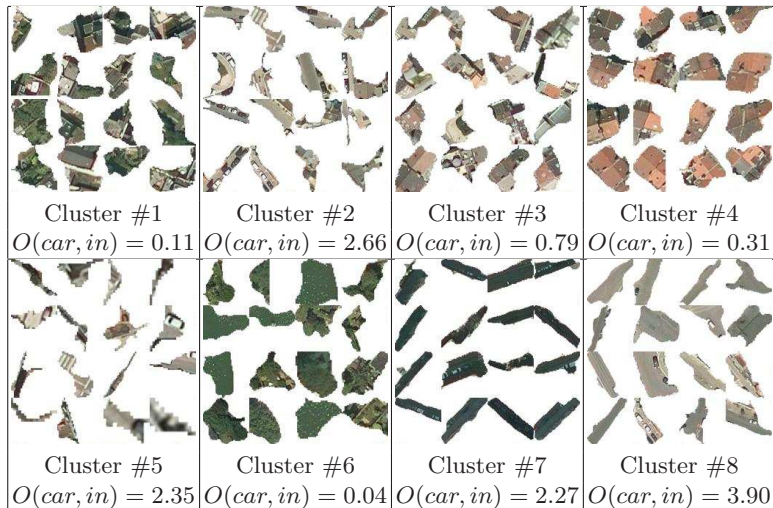 Cluster #1 Cluster #2 Cluster #3 Cluster #4
O(car, in) = 0.11 O(car, in) = 2.66 O(car, in) = 0.79 O(car, in) = 0.31
Cluster #5 Cluster #6 Cluster #7 Cluster #8
O(car, in) = 2.35 O(car, in) = 0.04 O(car, in) = 2.27 O(car, in) = 3.90